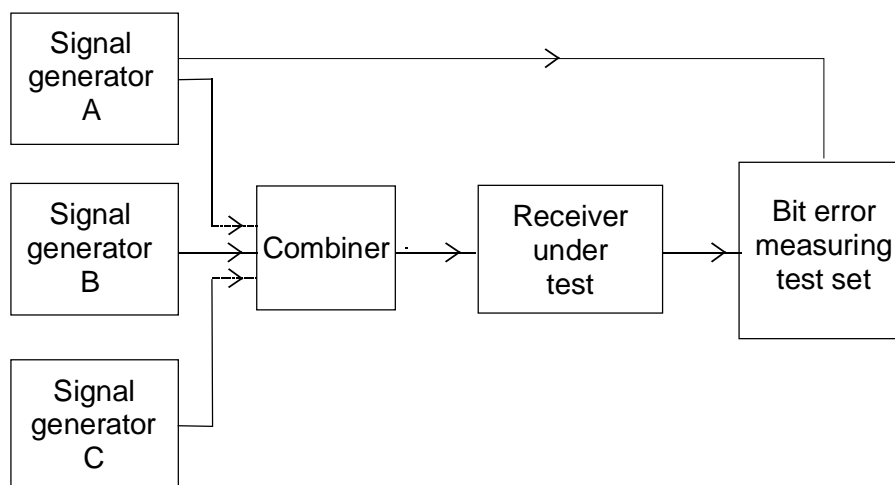 Signal
generator
A
Signal
generator
B
Signal
generator
C
Combiner
Receiver
under
test
Bit error
measuring
test set